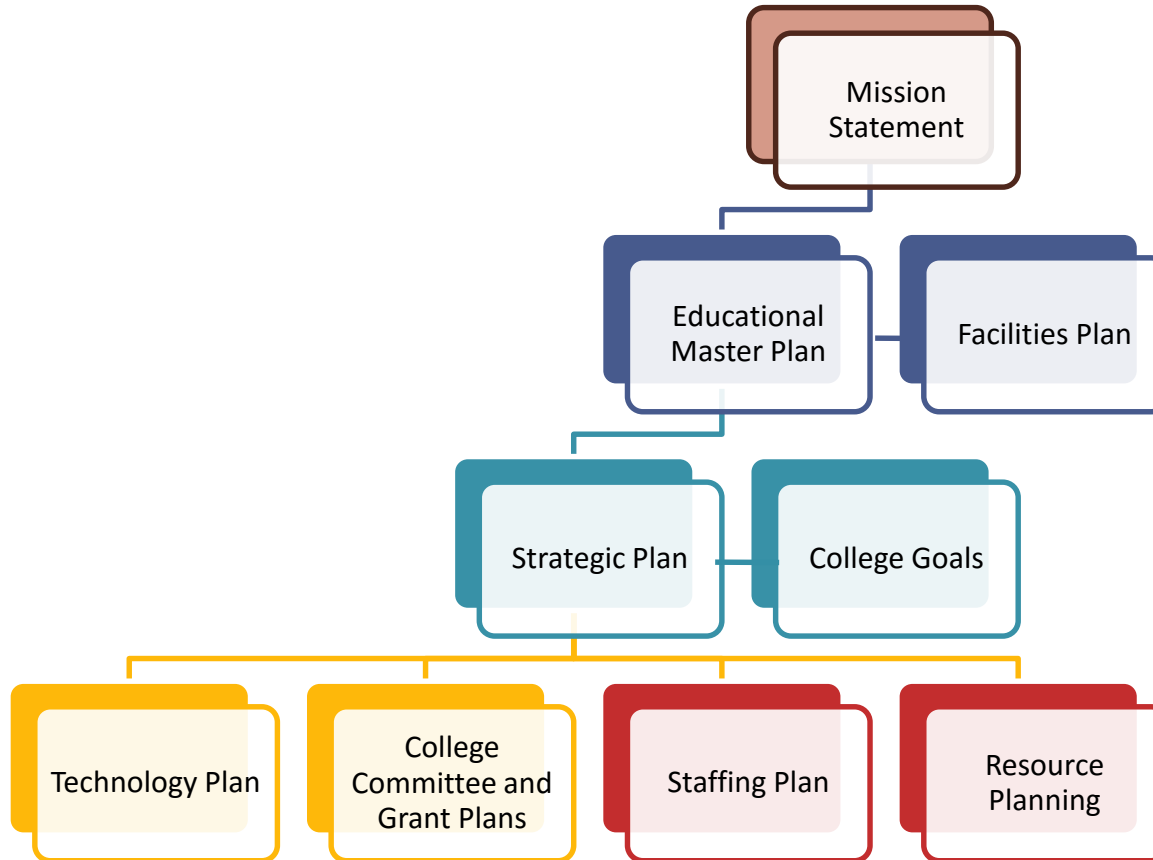 Mission
Statement
Educational
Master Plan
Facilities Plan
Strategic Plan
College Goals
Technology Plan
College
Committee and
Grant Plans
Staffing Plan
Resource
Planning